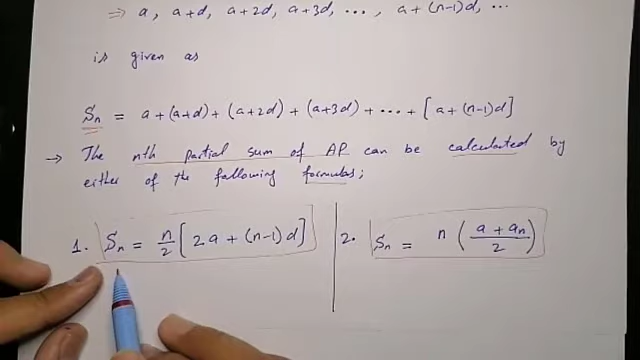 ⇒ a, a+d, a+2d, a+3d, ..., a+(n-1)d, ...
is given as
Sn = a+(a+d)+(a+2d)+(a+3d)+...+[a+(n-1)d]
→ The nth partial sum of AP can be calculated by
either of the following formulas;
1. Sn = n/2 [2a+(n-1)d] 2. Sn = n((a+an)/2)